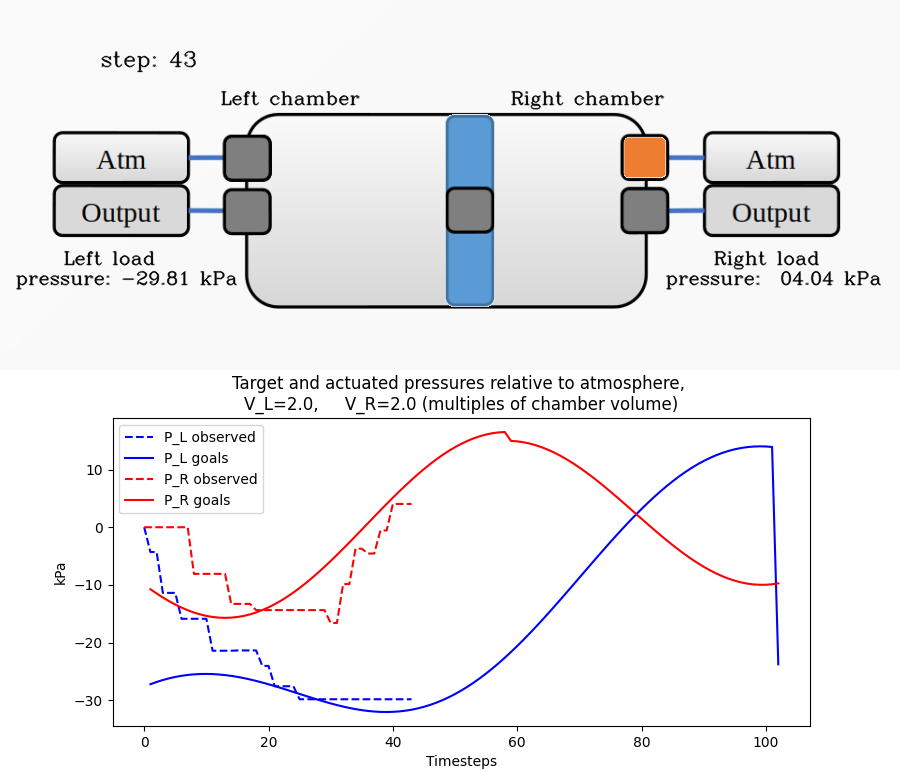 step: 43
Left chamber
Right chamber
Atm
Atm
Output
Output
Left load
pressure: -29.81 kPa
Right load
pressure: 04.04 kPa
Target and actuated pressures relative to atmosphere,
V_L=2.0, V_R=2.0 (multiples of chamber volume)
P_L observed
P_L goals
P_R observed
P_R goals
10
0
−10
−20
−30
kPa
0 20 40 60 80 100
Timesteps